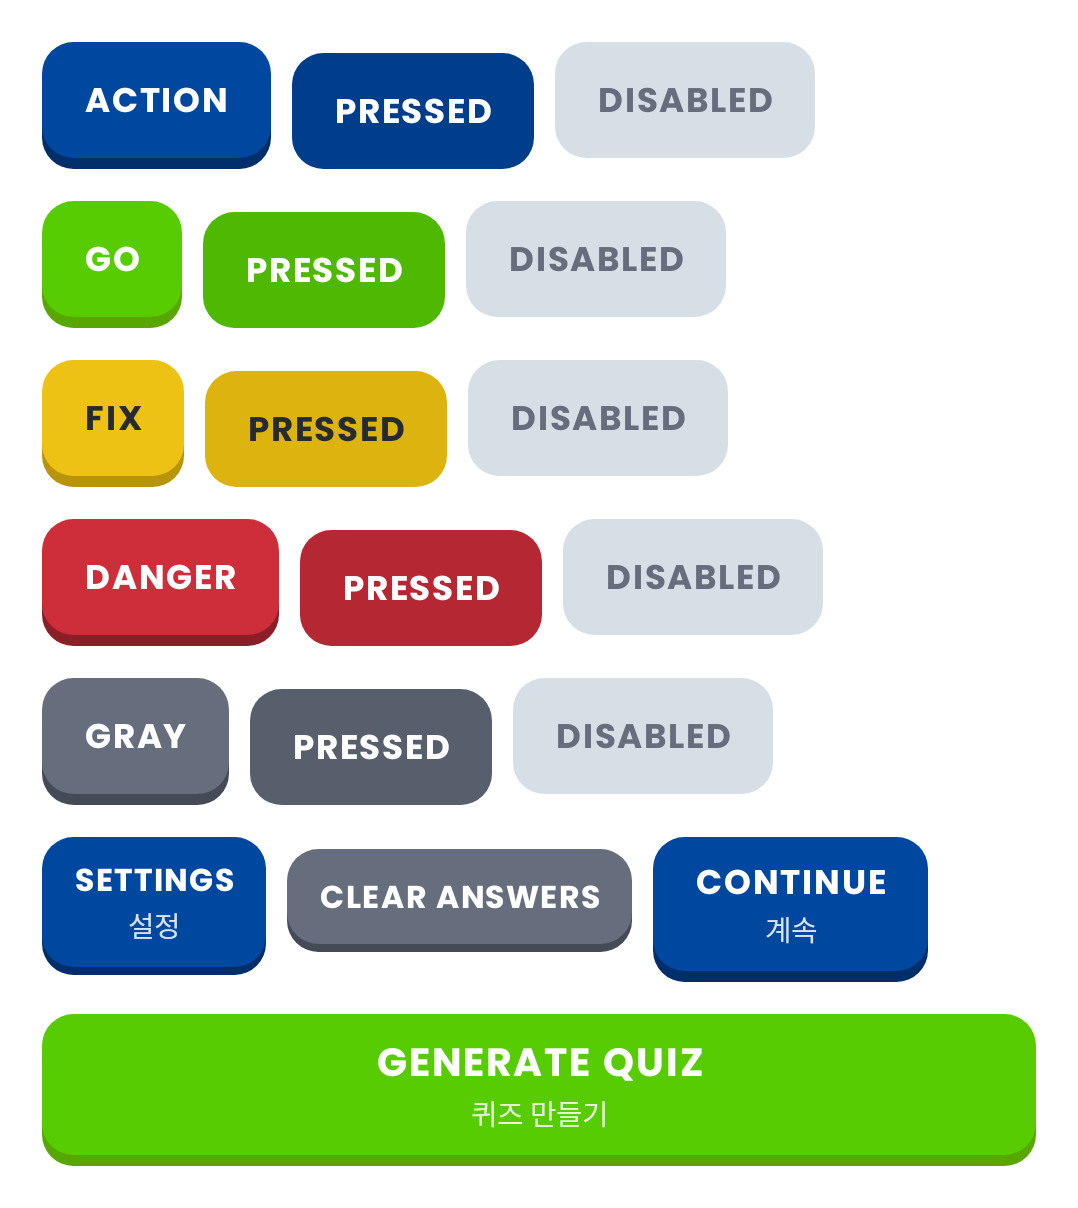 ACTION PRESSED DISABLED
GO PRESSED DISABLED
FIX PRESSED DISABLED
DANGER PRESSED DISABLED
GRAY PRESSED DISABLED
SETTINGS
설정
CLEAR ANSWERS
CONTINUE
계속
GENERATE QUIZ
퀴즈 만들기